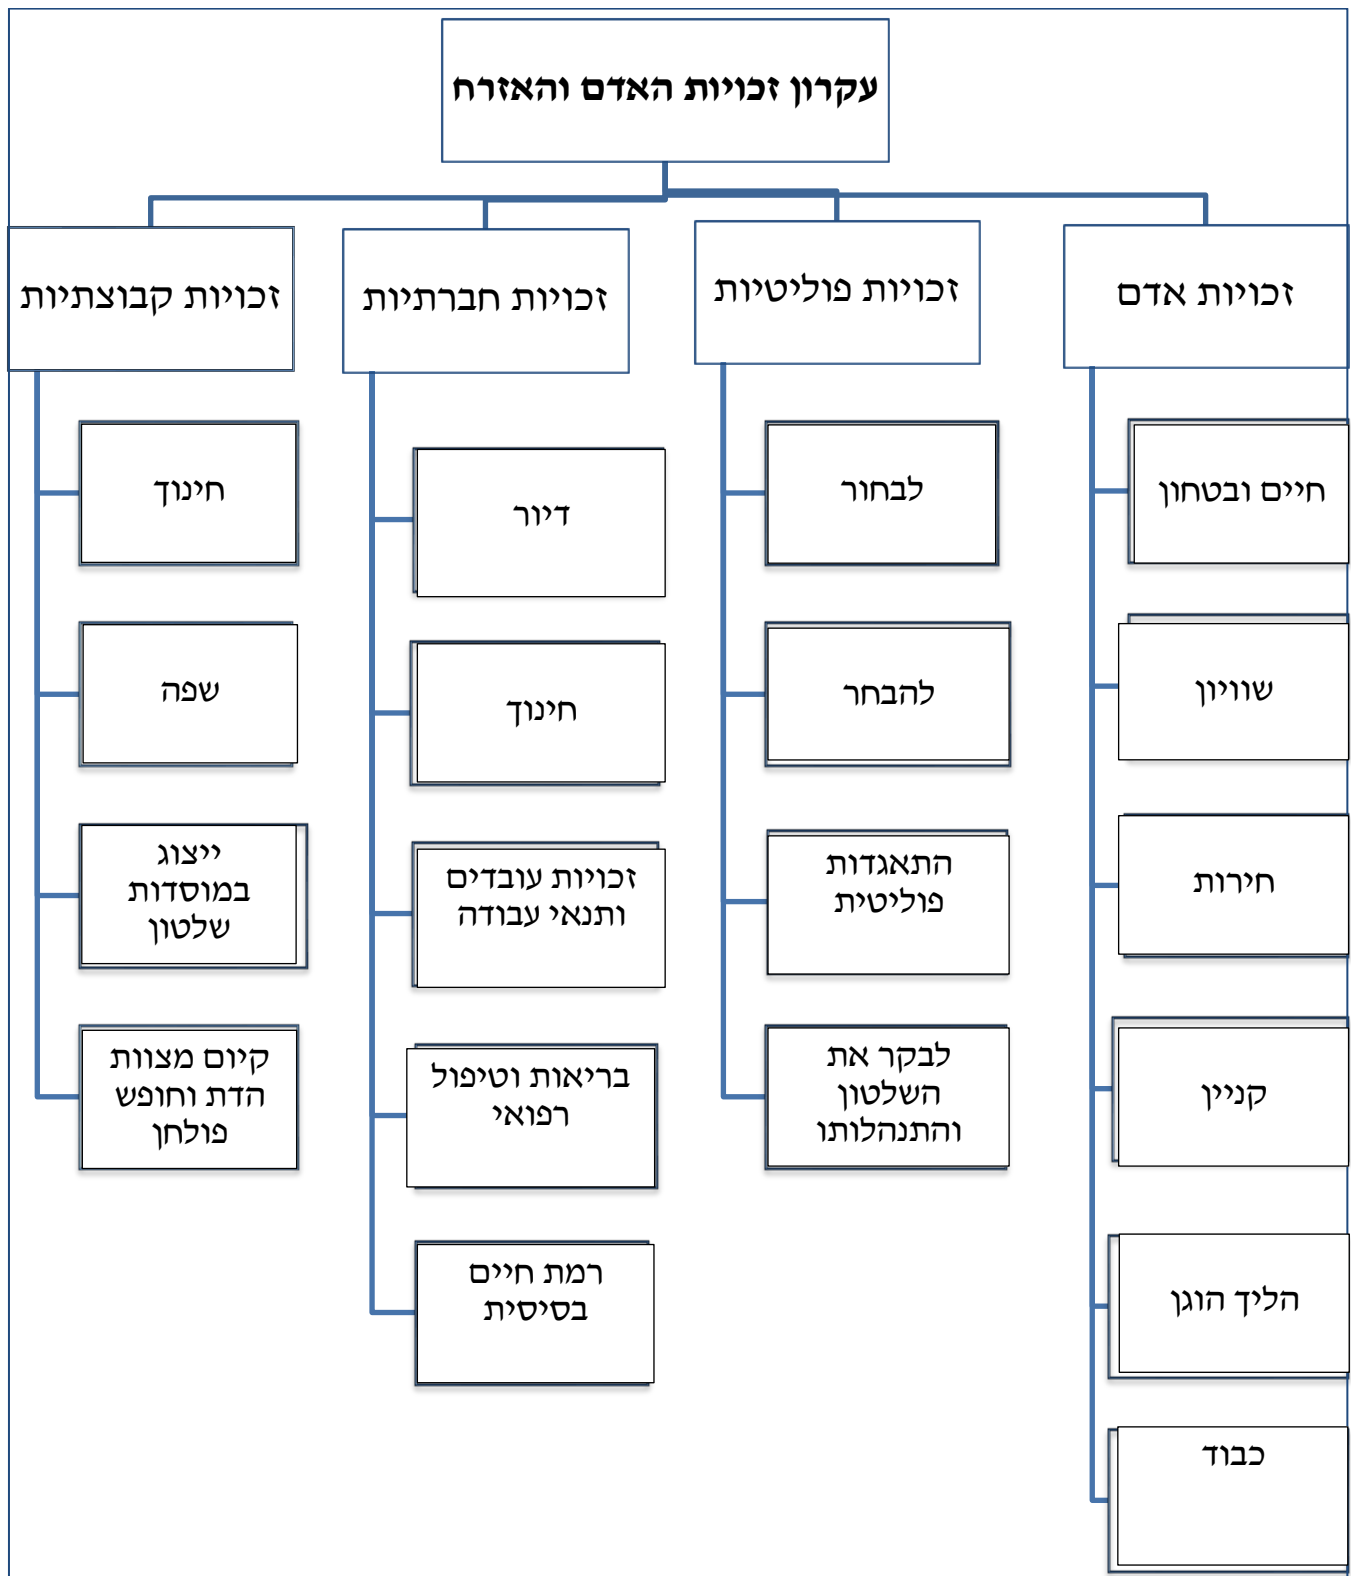 עקרון זכויות האדם והאזרח
זכויות אדם
חיים ובטחון
שוויון
חירות
קניין
הליך הוגן
כבוד
זכויות פוליטיות
לבחור
להבחר
התאגדות
פוליטית
לבקר את
השלטון
והתנהלותו
זכויות חברתיות
דיור
חינוך
זכויות עובדים
ותנאי עבודה
בריאות וטיפול
רפואי
רמת חיים
בסיסית
זכויות קבוצתיות
חינוך
שפה
ייצוג
במוסדות
שלטון
קיום מצוות
הדת וחופש
פולחן